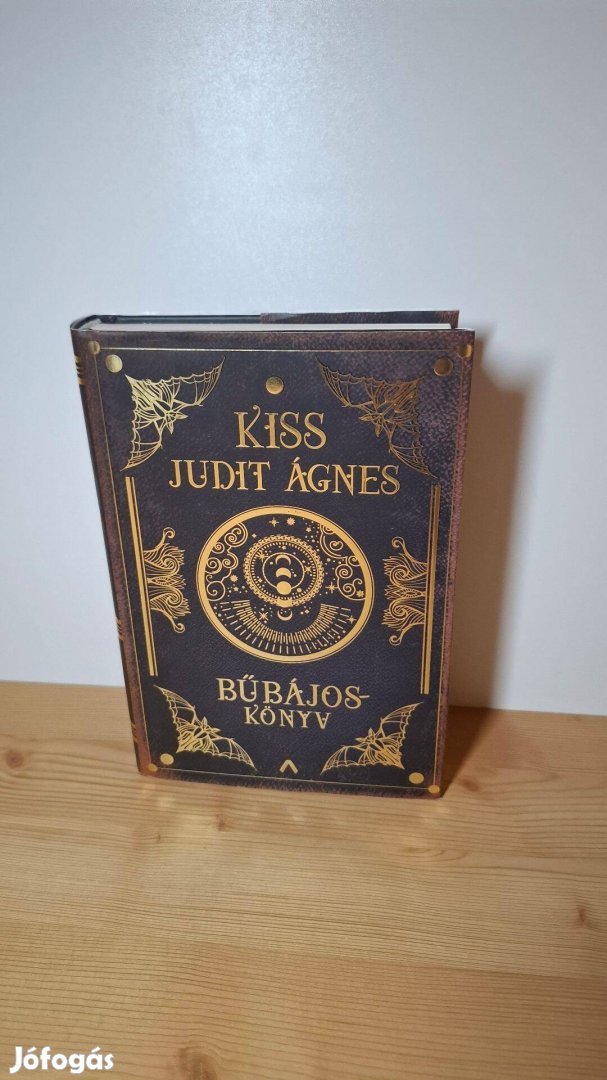 KISS
JUDIT ÁGNES
BŰBÁJOS-
KÖNYV
Jófogás